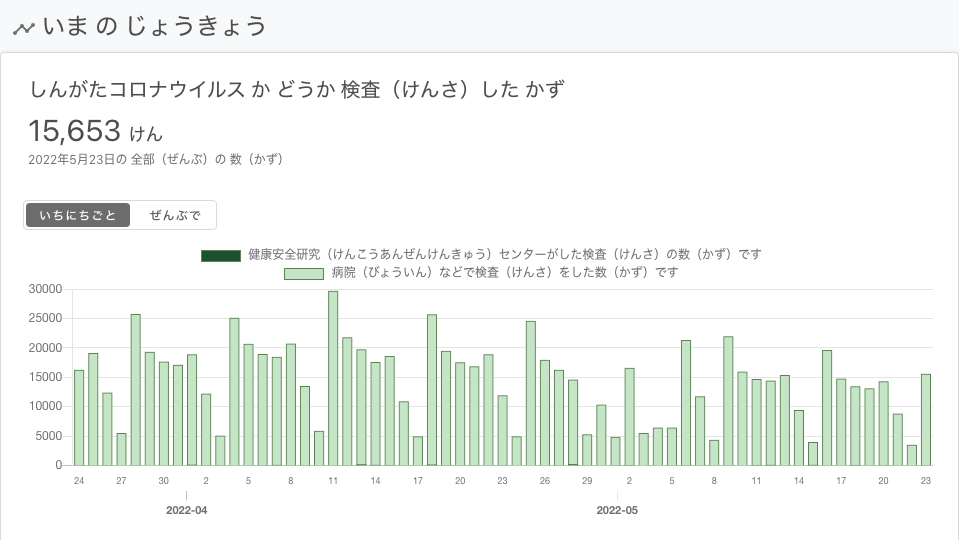 いま の じょうきょう
しんがたコロナウイルス か どうか 検査（けんさ）した かず
15,653 けん
2022年5月23日の 全部（ぜんぶ）の 数（かず）
いちにちごと ぜんぶで
健康安全研究（けんこうあんぜんけんきゅう）センターがした検査（けんさ）の数（かず）です
病院（びょういん）などで検査（けんさ）をした数（かず）です
30000
25000
20000
15000
10000
5000
0
24 27 30 2 5 8 11 14 17 20 23 26 29 2 5 8 11 14 17 20 23
2022-04 2022-05